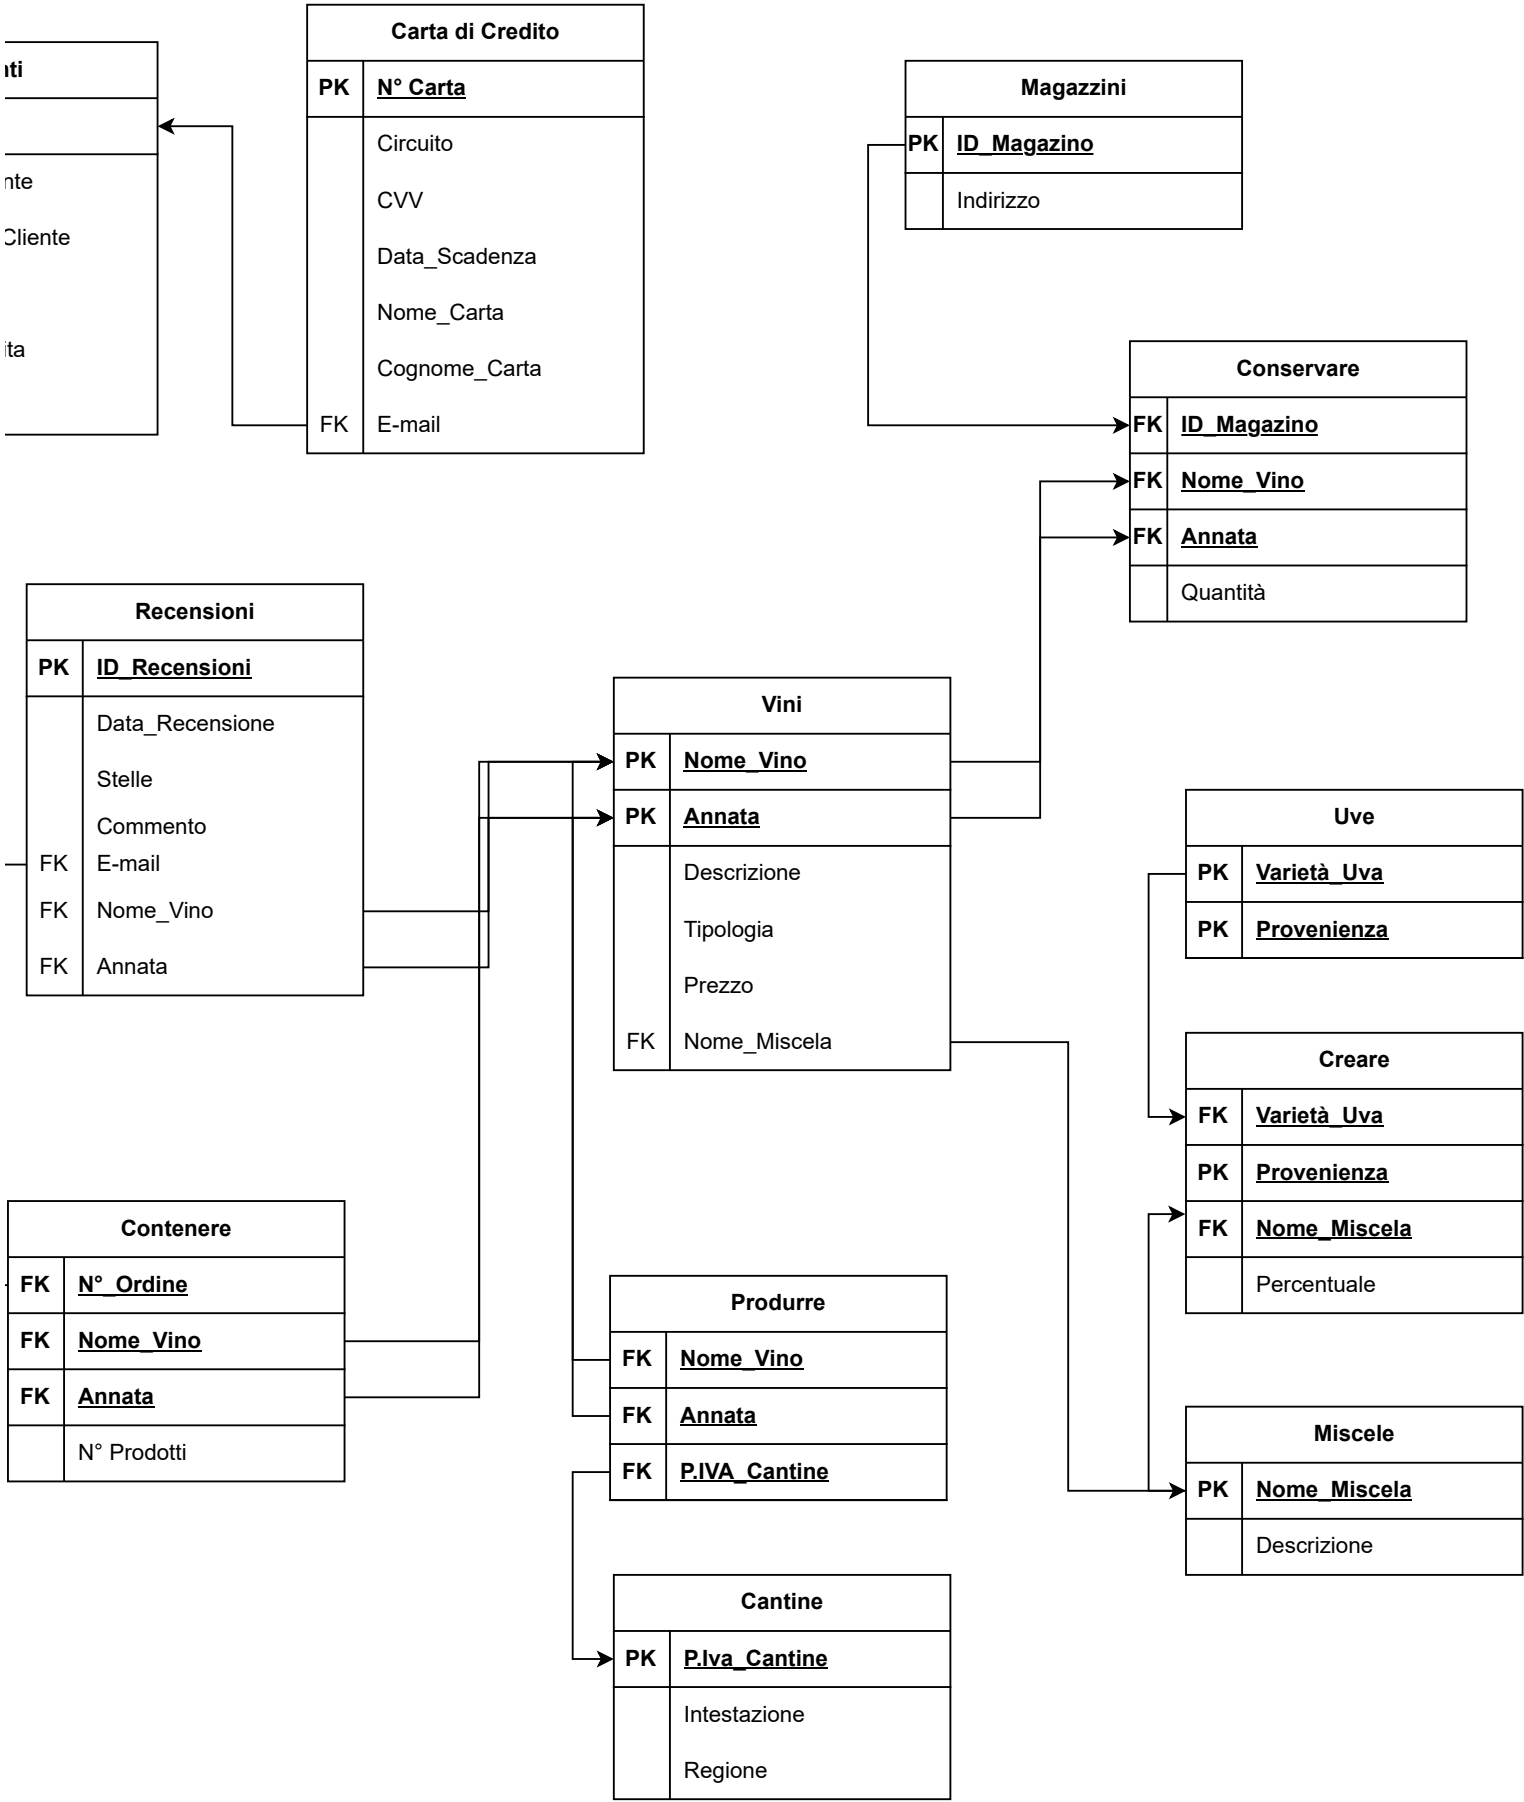 Carta di Credito
PK N° Carta
Circuito
CVV
Data_Scadenza
Nome_Carta
Cognome_Carta
FK E-mail
Magazzini
PK ID_Magazino
Indirizzo
Conservare
FK ID_Magazino
FK Nome_Vino
FK Annata
Quantità
Cliente
Recensioni
PK ID_Recensioni
Data_Recensione
Stelle
Commento
FK E-mail
FK Nome_Vino
FK Annata
Vini
PK Nome_Vino
PK Annata
Descrizione
Tipologia
Prezzo
FK Nome_Miscela
Uve
PK Varietà_Uva
PK Provenienza
Creare
FK Varietà_Uva
PK Provenienza
FK Nome_Miscela
Percentuale
Contenere
FK N°_Ordine
FK Nome_Vino
FK Annata
N° Prodotti
Produrre
FK Nome_Vino
FK Annata
FK P.IVA_Cantine
Miscele
PK Nome_Miscela
Descrizione
Cantine
PK P.Iva_Cantine
Intestazione
Regione